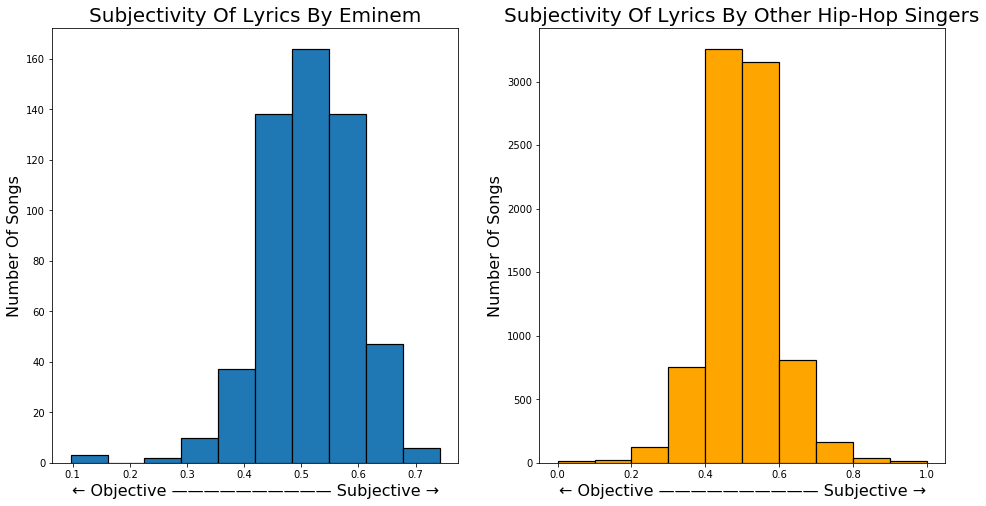 Subjectivity Of Lyrics By Eminem
Number Of Songs
160
140
120
100
80
60
40
20
0
0.1 0.2 0.3 0.4 0.5 0.6 0.7
← Objective —————————— Subjective →
Subjectivity Of Lyrics By Other Hip-Hop Singers
Number Of Songs
3000
2500
2000
1500
1000
500
0
0.0 0.2 0.4 0.6 0.8 1.0
← Objective —————————— Subjective →